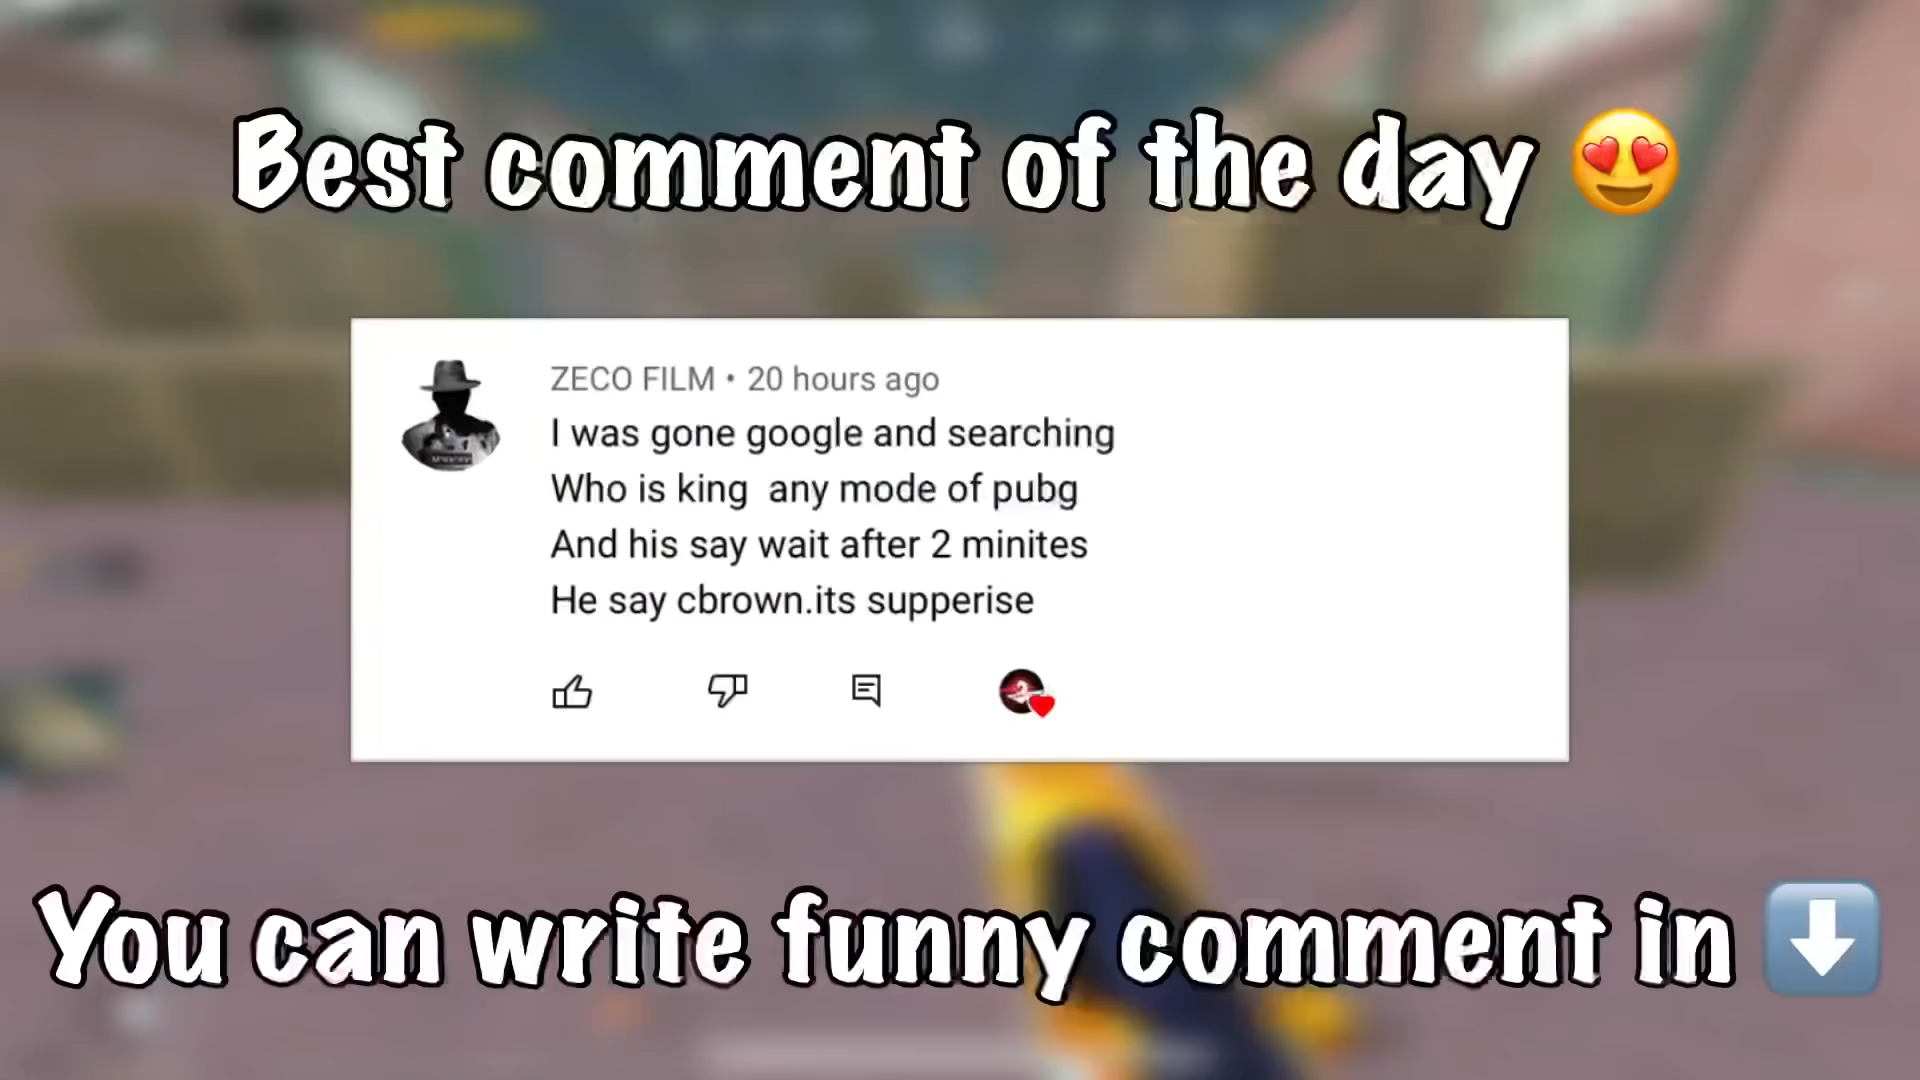 Best comment of the day 😍
ZECO FILM • 20 hours ago
I was gone google and searching
Who is king  any mode of pubg
And his say wait after 2 minites
He say cbrown.its supperise
You can write funny comment in ⬇️